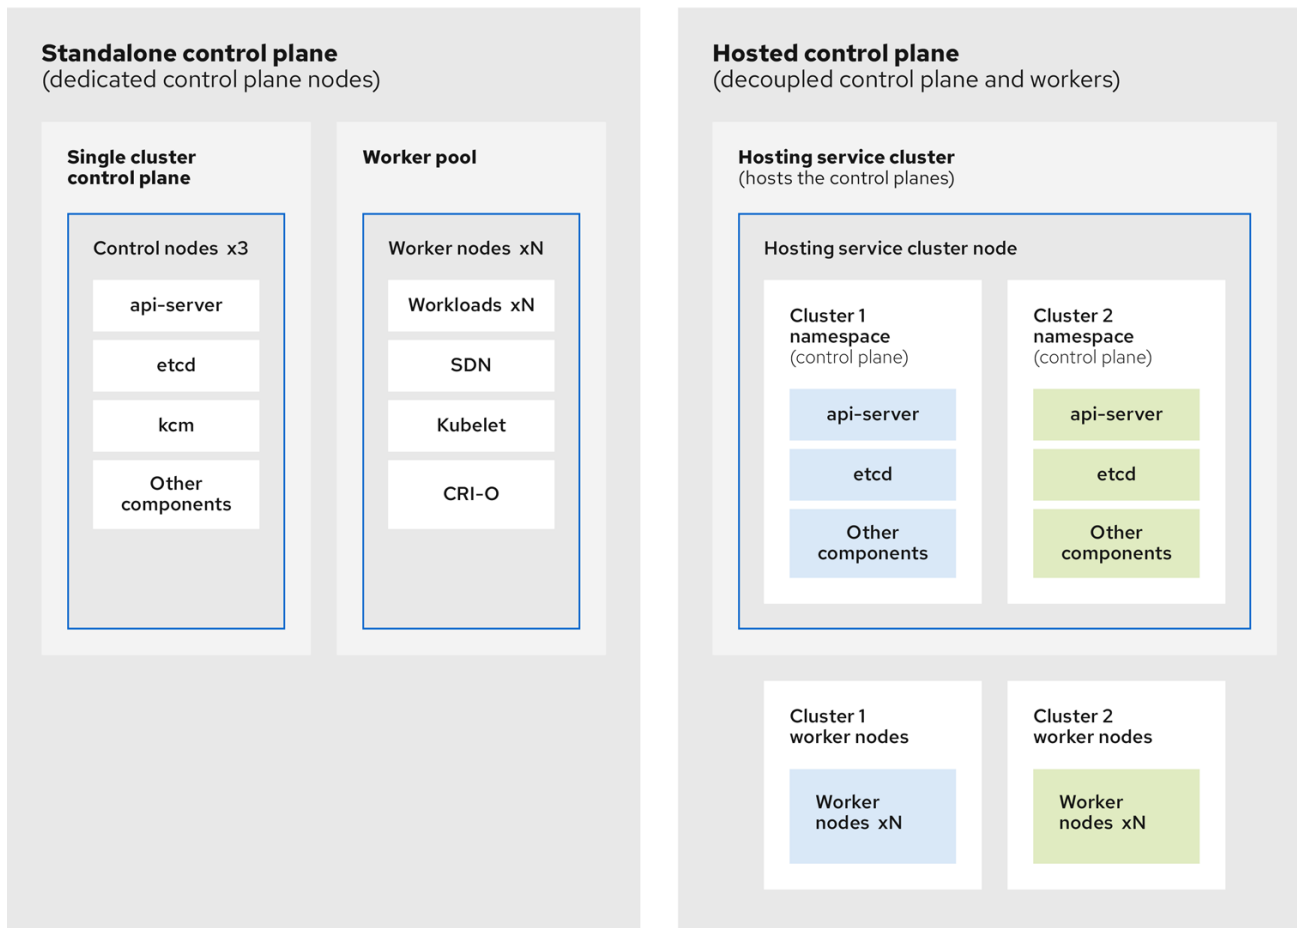 Standalone control plane
(dedicated control plane nodes)
Single cluster
control plane
Control nodes x3
api-server
etcd
kcm
Other
components
Worker pool
Worker nodes xN
Workloads xN
SDN
Kubelet
CRI-O
Hosted control plane
(decoupled control plane and workers)
Hosting service cluster
(hosts the control planes)
Hosting service cluster node
Cluster 1
namespace
(control plane)
api-server
etcd
Other
components
Cluster 2
namespace
(control plane)
api-server
etcd
Other
components
Cluster 1
worker nodes
Worker
nodes xN
Cluster 2
worker nodes
Worker
nodes xN